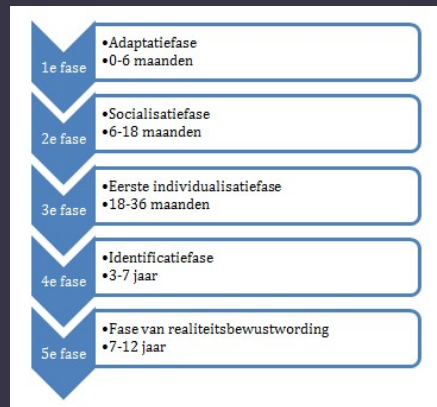 1e fase
•Adaptatiefase
•0-6 maanden
2e fase
•Socialisatiefase
•6-18 maanden
3e fase
•Eerste individualisatiefase
•18-36 maanden
4e fase
•Identificatiefase
•3-7 jaar
5e fase
•Fase van realiteitsbewustwording
•7-12 jaar